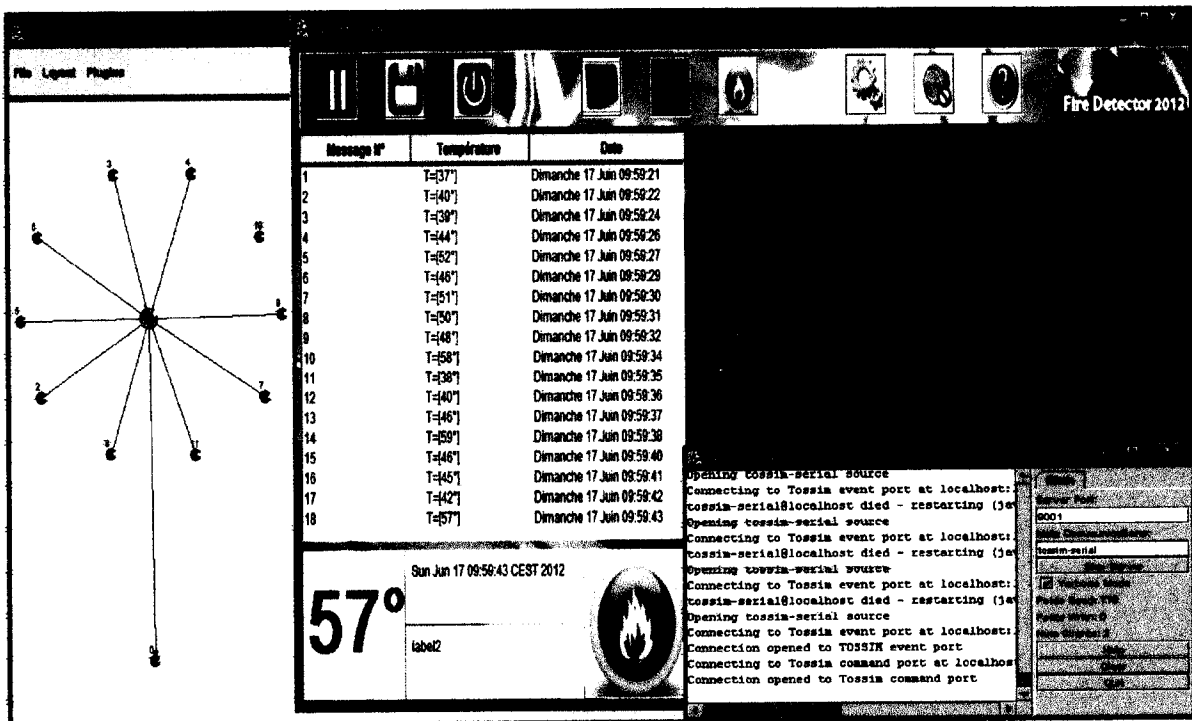 File Layout Plugins
3
4
6
10
5
8
2
7
11
0
Fire Detector 2012
Message N° Température Date
1 T=[37°] Dimanche 17 Juin 09:59:21
2 T=[40°] Dimanche 17 Juin 09:59:22
3 T=[39°] Dimanche 17 Juin 09:59:24
4 T=[44°] Dimanche 17 Juin 09:59:26
5 T=[52°] Dimanche 17 Juin 09:59:27
6 T=[46°] Dimanche 17 Juin 09:59:29
7 T=[51°] Dimanche 17 Juin 09:59:30
8 T=[50°] Dimanche 17 Juin 09:59:31
9 T=[48°] Dimanche 17 Juin 09:59:32
10 T=[58°] Dimanche 17 Juin 09:59:34
11 T=[38°] Dimanche 17 Juin 09:59:35
12 T=[40°] Dimanche 17 Juin 09:59:36
13 T=[46°] Dimanche 17 Juin 09:59:37
14 T=[59°] Dimanche 17 Juin 09:59:38
15 T=[46°] Dimanche 17 Juin 09:59:40
16 T=[45°] Dimanche 17 Juin 09:59:41
17 T=[42°] Dimanche 17 Juin 09:59:42
18 T=[57°] Dimanche 17 Juin 09:59:43
57°
Sun Jun 17 09:59:43 CEST 2012
label2
Opening tossim-serial source
Connecting to Tossim event port at localhost:
tossim-serial@localhost died - restarting (ja
Opening tossim-serial source
Connecting to Tossim event port at localhost:
tossim-serial@localhost died - restarting (ja
Opening tossim-serial source
Connecting to Tossim event port at localhost:
tossim-serial@localhost died - restarting (ja
Opening tossim-serial source
Connecting to Tossim event port at localhost:
Connection opened to TOSSIM event port
Connecting to Tossim command port at localhos
Connection opened to Tossim command port
Server Port
9001
tossim-serial